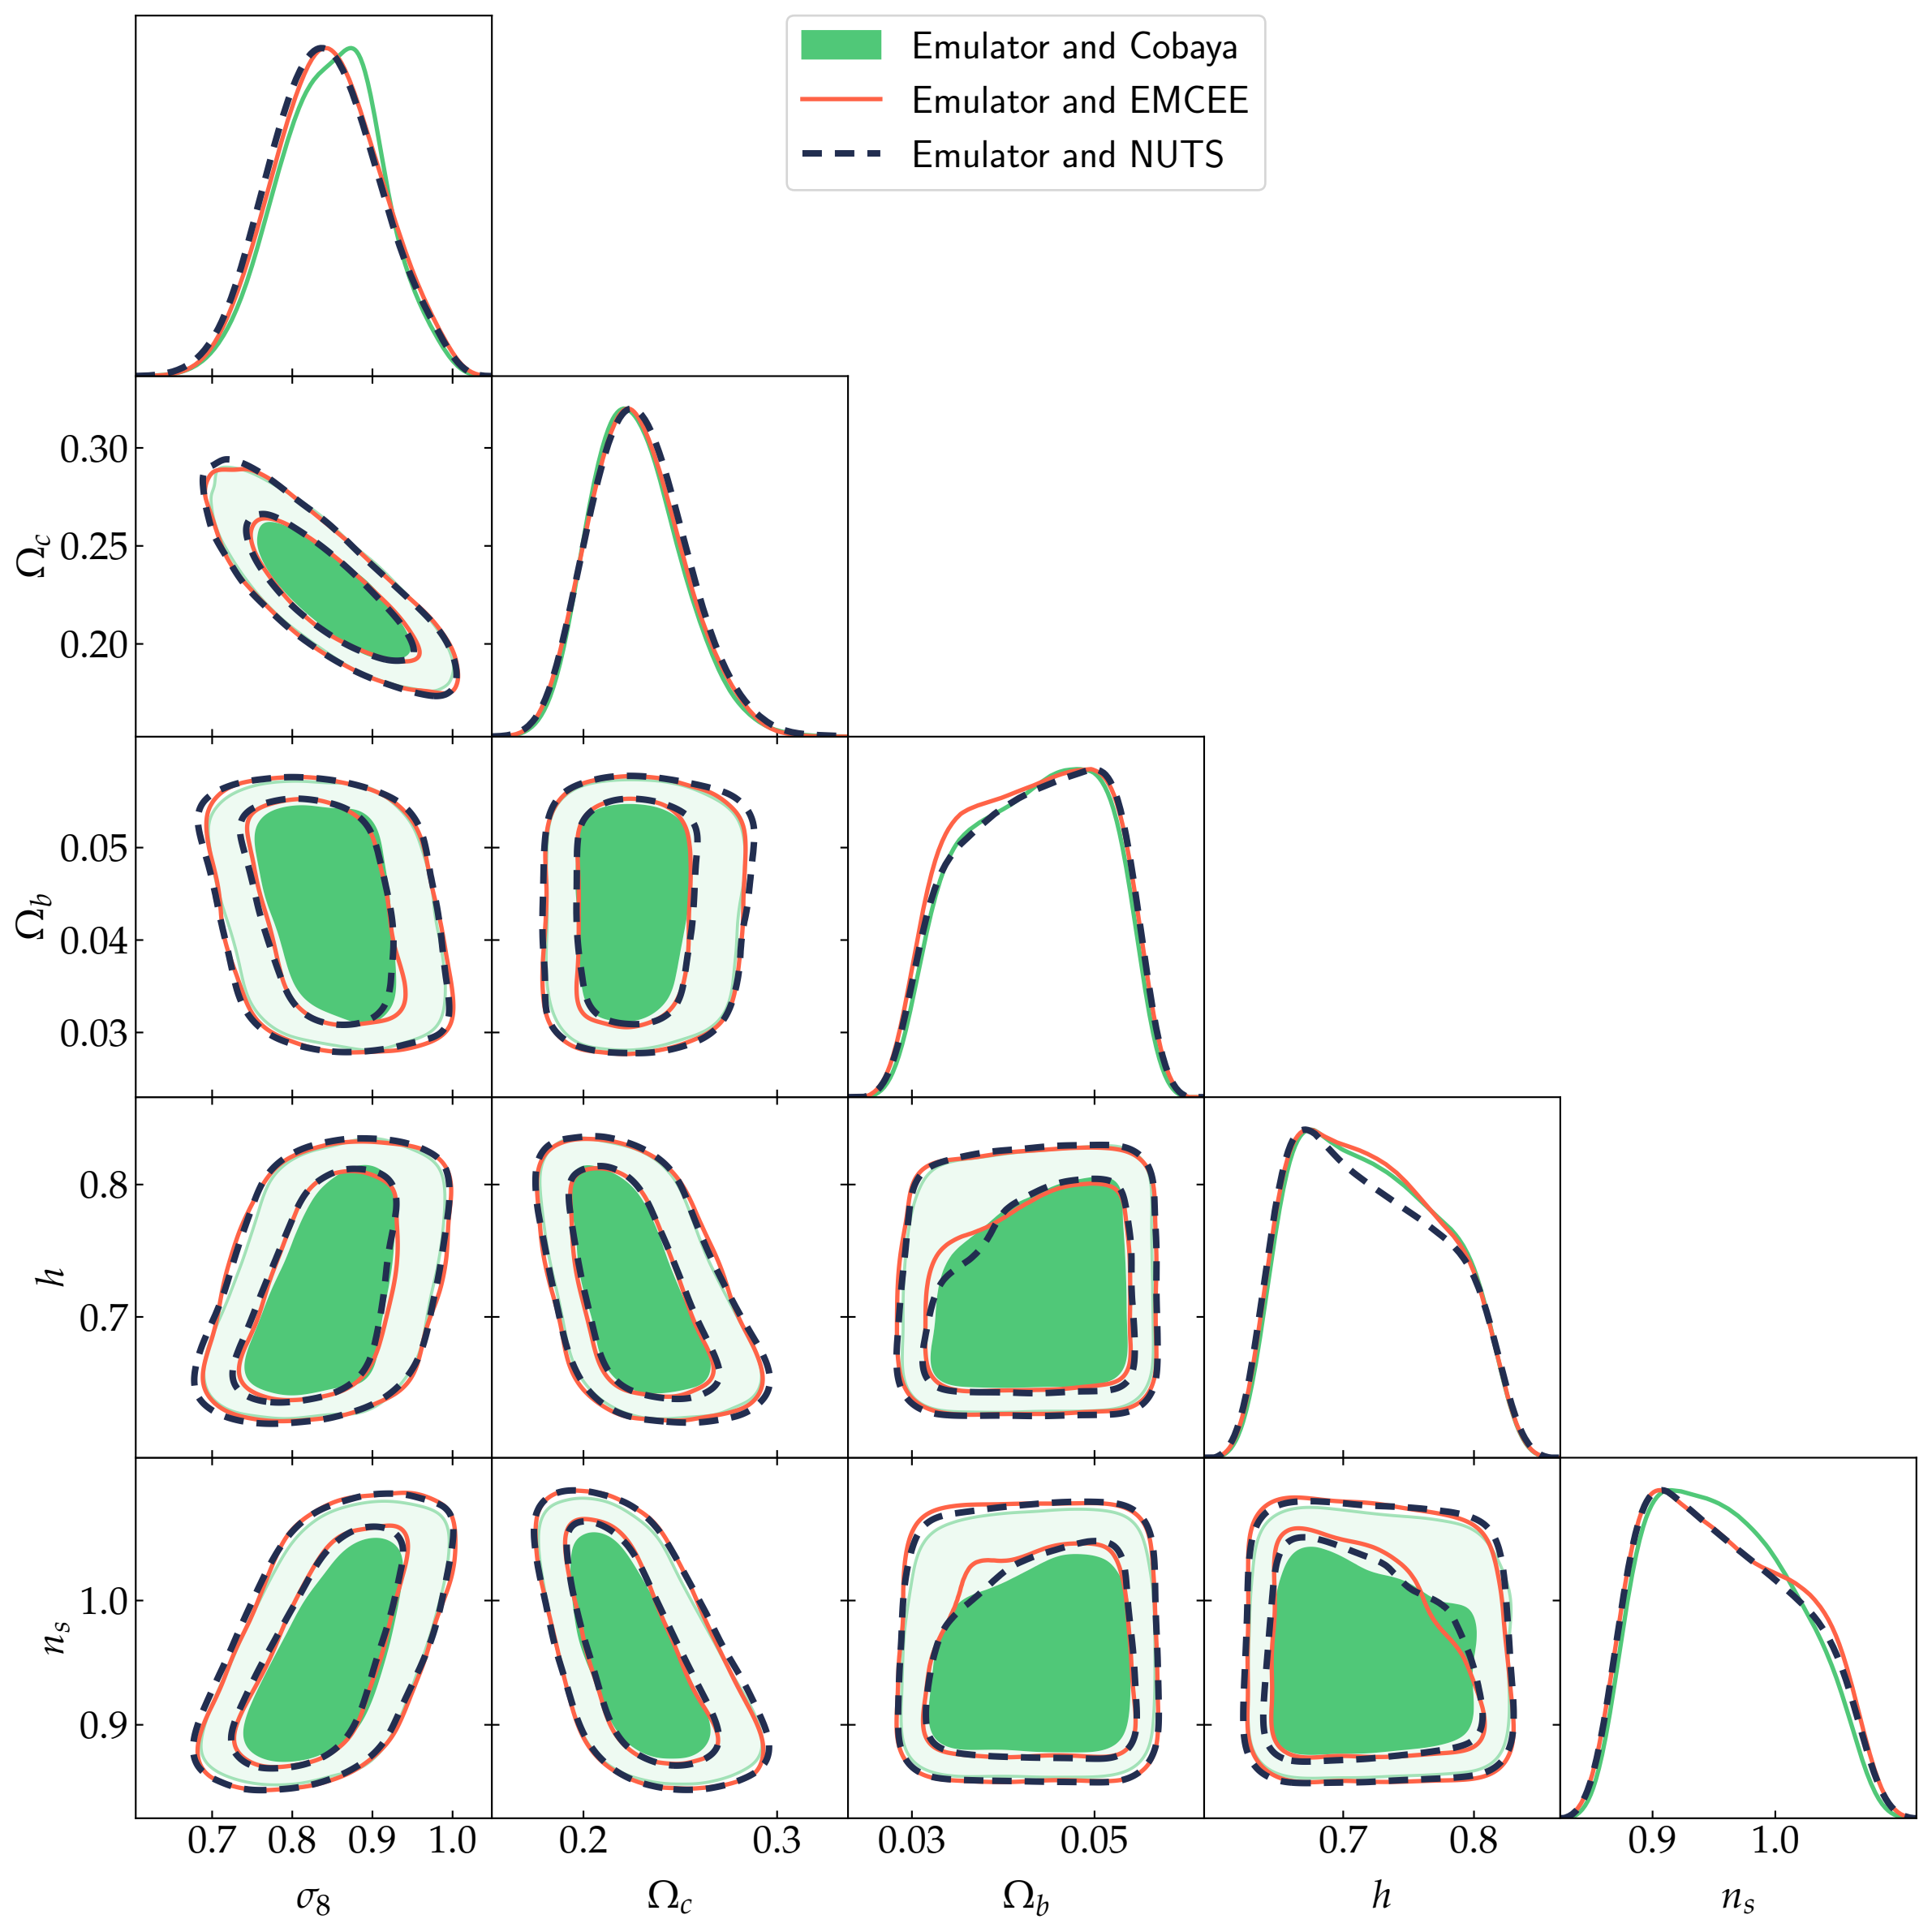 Emulator and Cobaya
Emulator and EMCEE
Emulator and NUTS
0.30
0.25
0.20
Ω_c
0.05
0.04
0.03
Ω_b
0.8
0.7
h
1.0
0.9
n_s
0.7 0.8 0.9 1.0 0.2 0.3 0.03 0.05 0.7 0.8 0.9 1.0
σ_8 Ω_c Ω_b h n_s